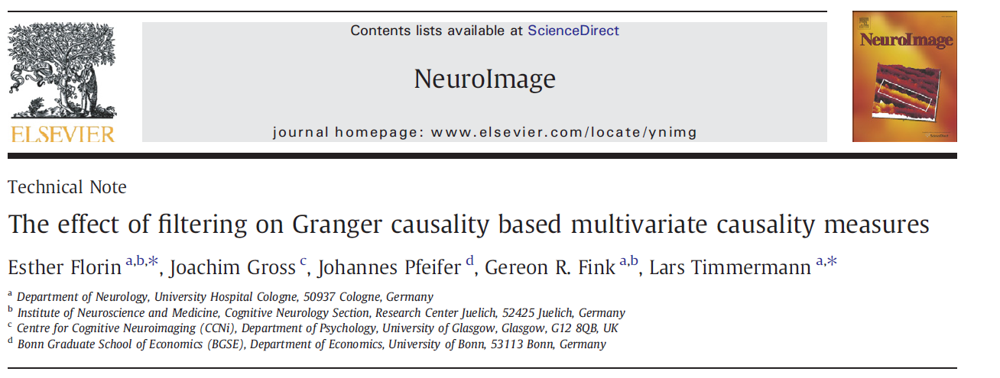 Contents lists available at ScienceDirect
NeuroImage
journal homepage: www.elsevier.com/locate/ynimg
ELSEVIER
NeuroImage
Technical Note
The effect of filtering on Granger causality based multivariate causality measures
Esther Florin a,b,*, Joachim Gross c, Johannes Pfeifer d, Gereon R. Fink a,b, Lars Timmermann a,*
a Department of Neurology, University Hospital Cologne, 50937 Cologne, Germany
b Institute of Neuroscience and Medicine, Cognitive Neurology Section, Research Center Juelich, 52425 Juelich, Germany
c Centre for Cognitive Neuroimaging (CCNi), Department of Psychology, University of Glasgow, Glasgow, G12 8QB, UK
d Bonn Graduate School of Economics (BGSE), Department of Economics, University of Bonn, 53113 Bonn, Germany